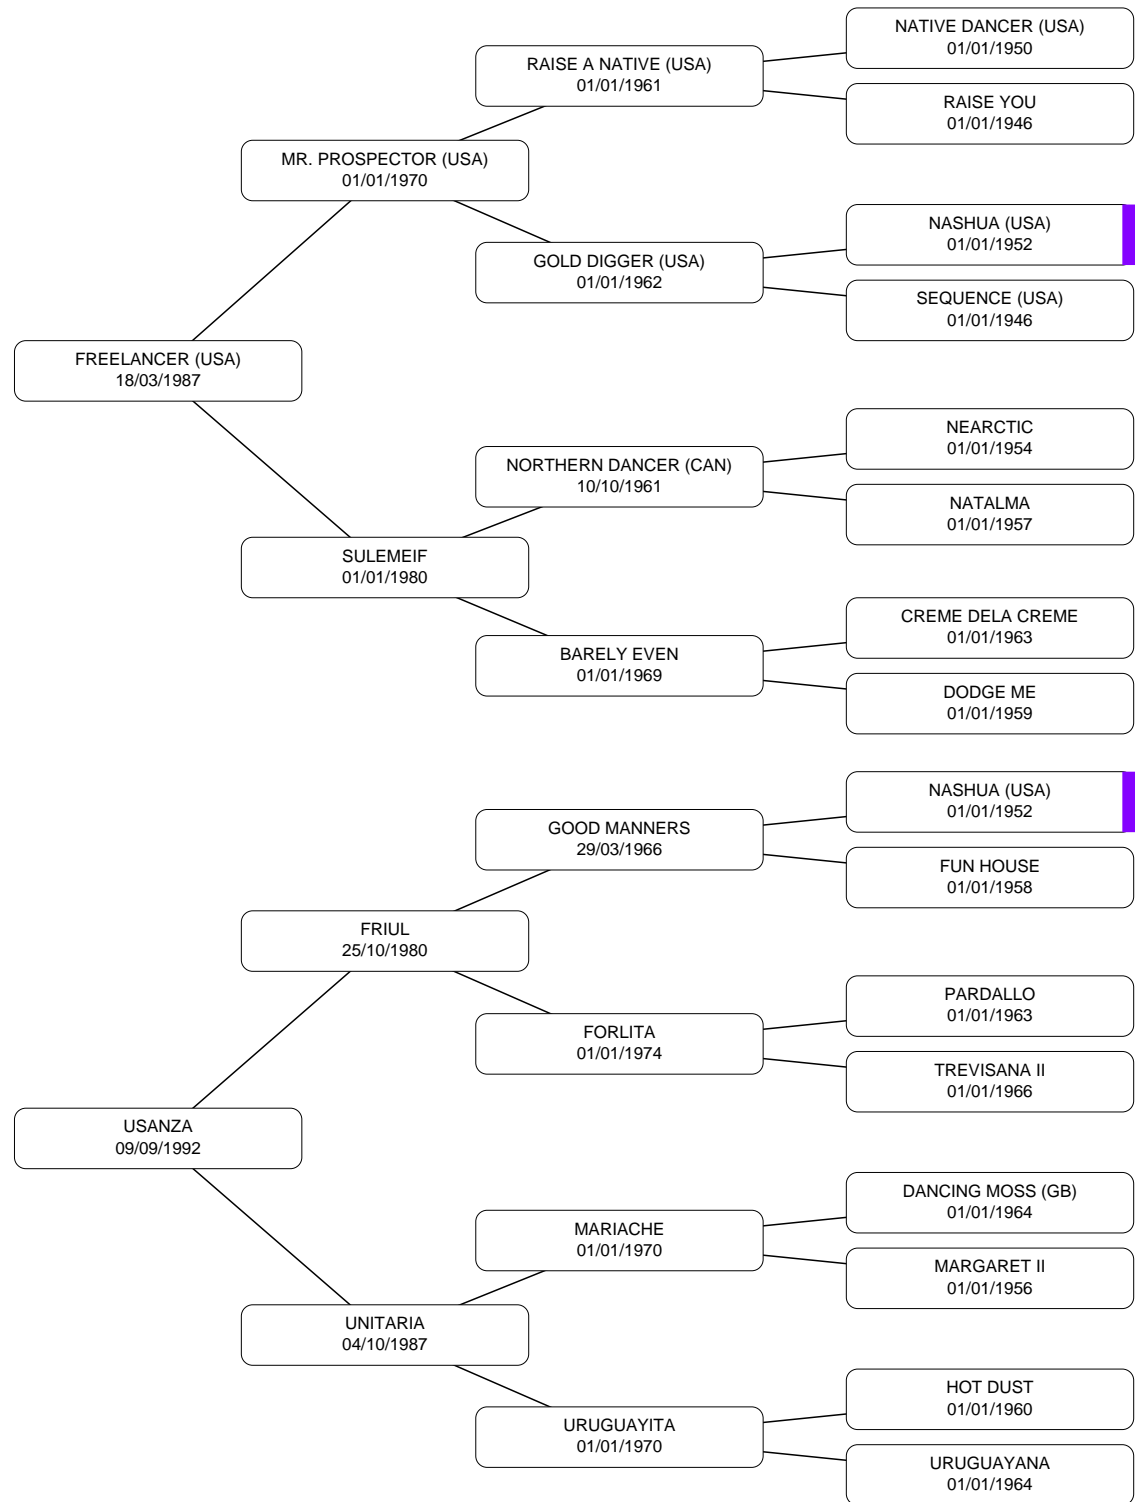 NATIVE DANCER (USA)
01/01/1950
RAISE A NATIVE (USA)
01/01/1961
RAISE YOU
01/01/1946
MR. PROSPECTOR (USA)
01/01/1970
NASHUA (USA)
01/01/1952
GOLD DIGGER (USA)
01/01/1962
SEQUENCE (USA)
01/01/1946
FREELANCER (USA)
18/03/1987
NEARCTIC
01/01/1954
NORTHERN DANCER (CAN)
10/10/1961
NATALMA
01/01/1957
SULEMEIF
01/01/1980
CREME DELA CREME
01/01/1963
BARELY EVEN
01/01/1969
DODGE ME
01/01/1959
NASHUA (USA)
01/01/1952
GOOD MANNERS
29/03/1966
FUN HOUSE
01/01/1958
FRIUL
25/10/1980
PARDALLO
01/01/1963
FORLITA
01/01/1974
TREVISANA II
01/01/1966
USANZA
09/09/1992
DANCING MOSS (GB)
01/01/1964
MARIACHE
01/01/1970
MARGARET II
01/01/1956
UNITARIA
04/10/1987
HOT DUST
01/01/1960
URUGUAYITA
01/01/1970
URUGUAYANA
01/01/1964